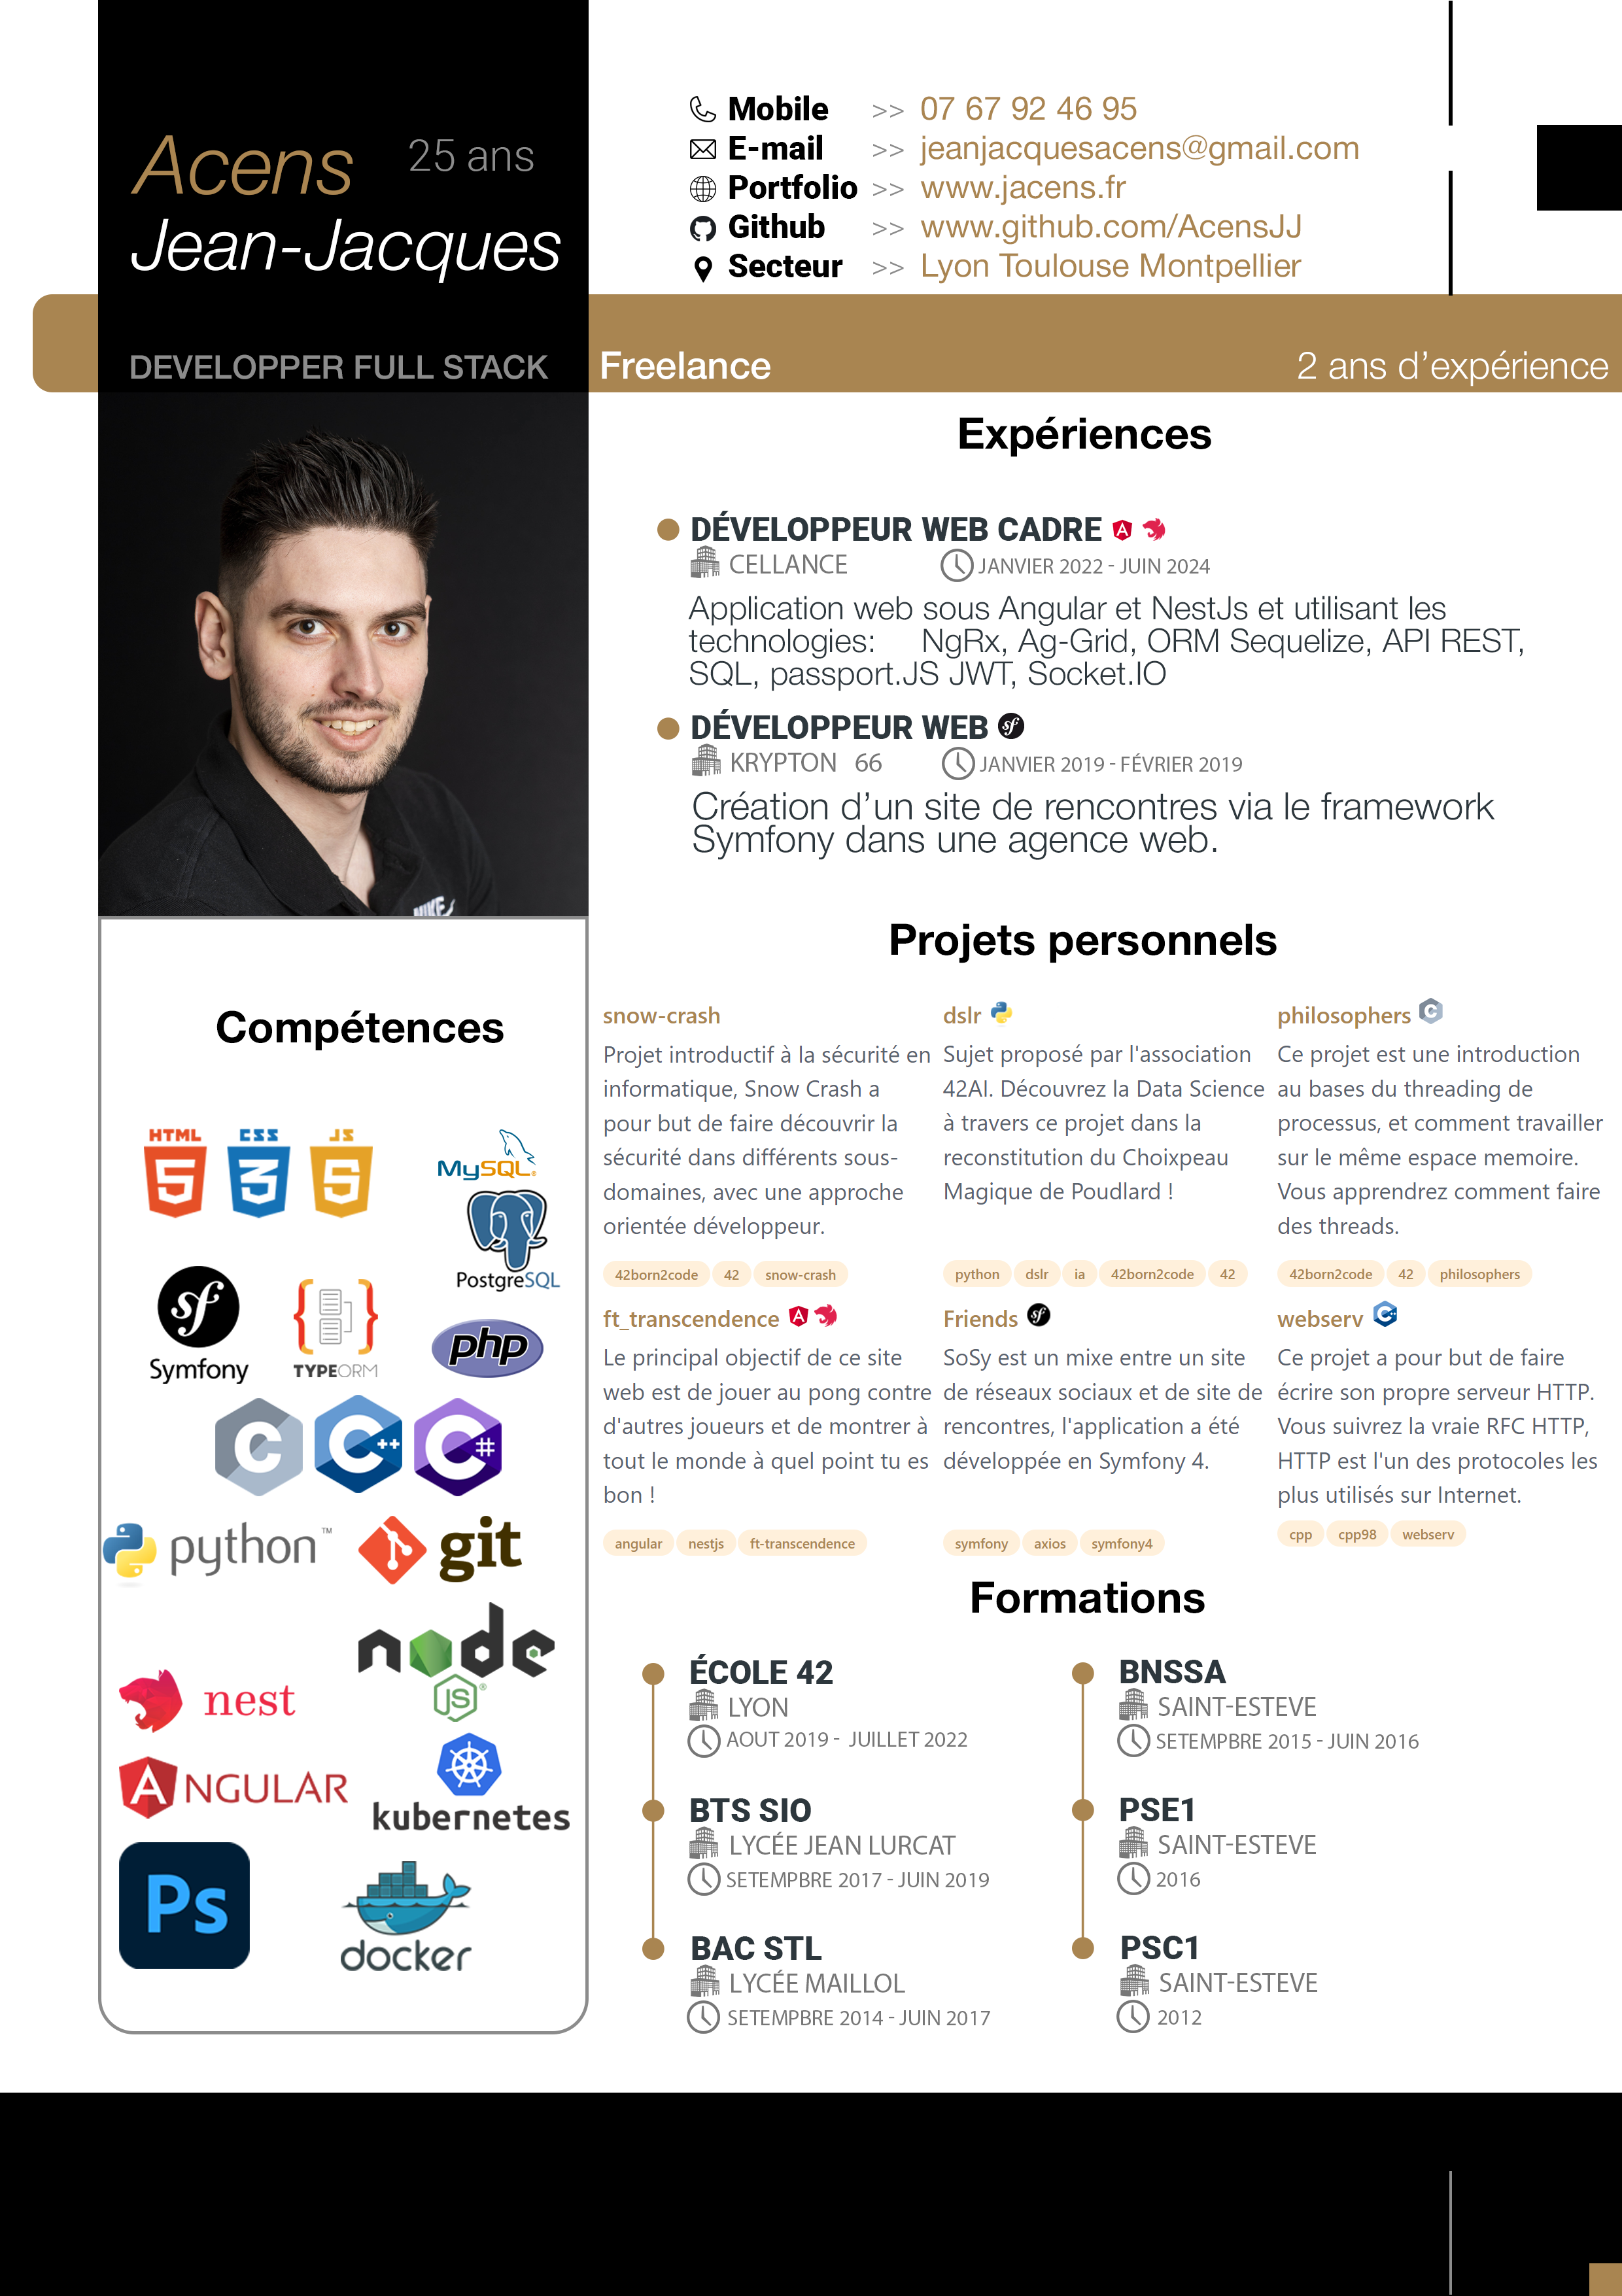 Acens 25 ans
Jean-Jacques
DEVELOPPER FULL STACK
Mobile >> 07 67 92 46 95
E-mail >> jeanjacquesacens@gmail.com
Portfolio >> www.jacens.fr
Github >> www.github.com/AcensJJ
Secteur >> Lyon Toulouse Montpellier
Freelance
2 ans d’expérience
NIKE
Compétences
HTML
5
CSS
3
JS
5
MySQL
PostgreSQL
sf
Symfony
TYPEORM
php
C
C++
C#
python™
git
node
JS®
nest
ANGULAR
kubernetes
Ps
docker
Expériences
DÉVELOPPEUR WEB CADRE
CELLANCE
JANVIER 2022 - JUIN 2024
Application web sous Angular et NestJs et utilisant les
technologies: NgRx, Ag-Grid, ORM Sequelize, API REST,
SQL, passport.JS JWT, Socket.IO
DÉVELOPPEUR WEB
KRYPTON 66
JANVIER 2019 - FÉVRIER 2019
Création d’un site de rencontres via le framework
Symfony dans une agence web.
Projets personnels
snow-crash
Projet introductif à la sécurité en
informatique, Snow Crash a
pour but de faire découvrir la
sécurité dans différents sous-
domaines, avec une approche
orientée développeur.
42born2code 42 snow-crash
dslr
Sujet proposé par l'association
42AI. Découvrez la Data Science
à travers ce projet dans la
reconstitution du Choixpeau
Magique de Poudlard !
python dslr ia 42born2code 42
philosophers
Ce projet est une introduction
au bases du threading de
processus, et comment travailler
sur le même espace memoire.
Vous apprendrez comment faire
des threads.
42born2code 42 philosophers
ft_transcendence
Le principal objectif de ce site
web est de jouer au pong contre
d'autres joueurs et de montrer à
tout le monde à quel point tu es
bon !
angular nestjs ft-transcendence
Friends
SoSy est un mixe entre un site
de réseaux sociaux et de site de
rencontres, l'application a été
développée en Symfony 4.
symfony axios symfony4
webserv
Ce projet a pour but de faire
écrire son propre serveur HTTP.
Vous suivrez la vraie RFC HTTP,
HTTP est l'un des protocoles les
plus utilisés sur Internet.
cpp cpp98 webserv
Formations
ÉCOLE 42
LYON
AOUT 2019 - JUILLET 2022
BTS SIO
LYCÉE JEAN LURCAT
SETEMPBRE 2017 - JUIN 2019
BAC STL
LYCÉE MAILLOL
SETEMPBRE 2014 - JUIN 2017
BNSSA
SAINT-ESTEVE
SETEMPBRE 2015 - JUIN 2016
PSE1
SAINT-ESTEVE
2016
PSC1
SAINT-ESTEVE
2012